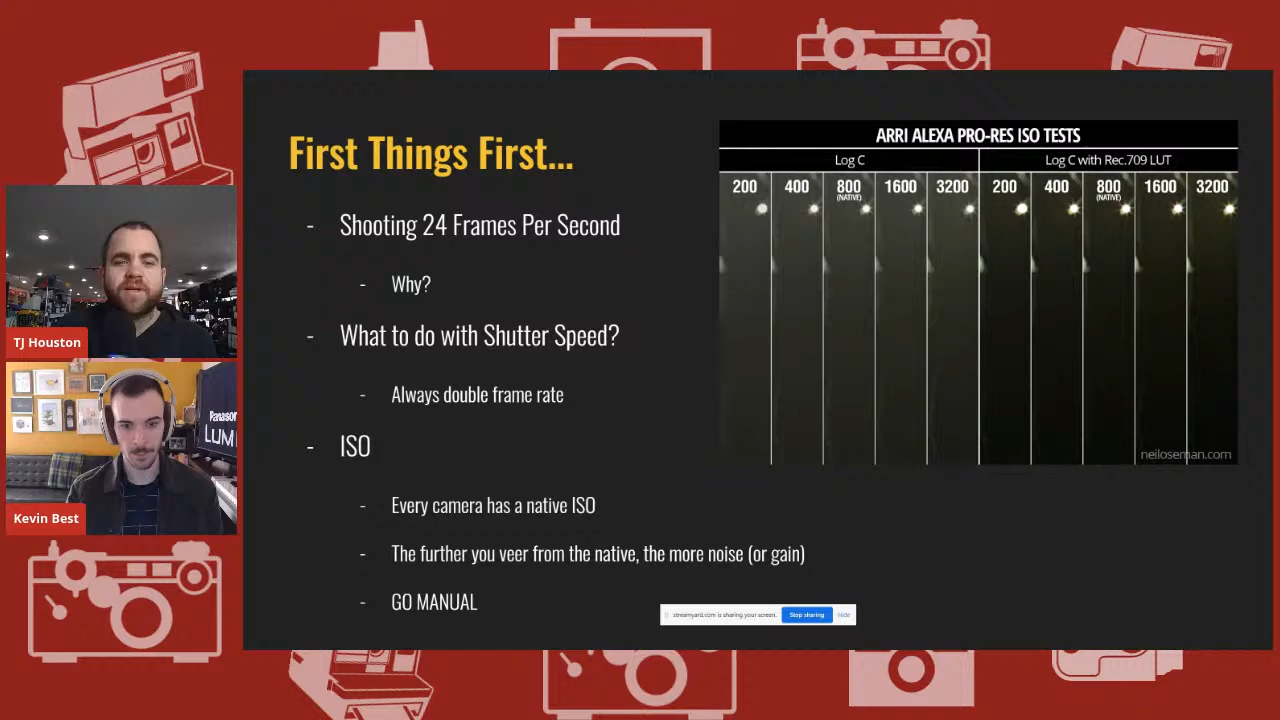 First Things First...
- Shooting 24 Frames Per Second
- Why?
- What to do with Shutter Speed?
- Always double frame rate
- ISO
- Every camera has a native ISO
- The further you veer from the native, the more noise (or gain)
- GO MANUAL
ARRI ALEXA PRO-RES ISO TESTS
Log C
Log C with Rec.709 LUT
200 400 800 1600 3200 200 400 800 1600 3200
(NATIVE) (NATIVE)
neiloseman.com
TJ Houston
Panason
LUMI
Kevin Best
streamyard.com is sharing your screen.
Stop sharing
Hide